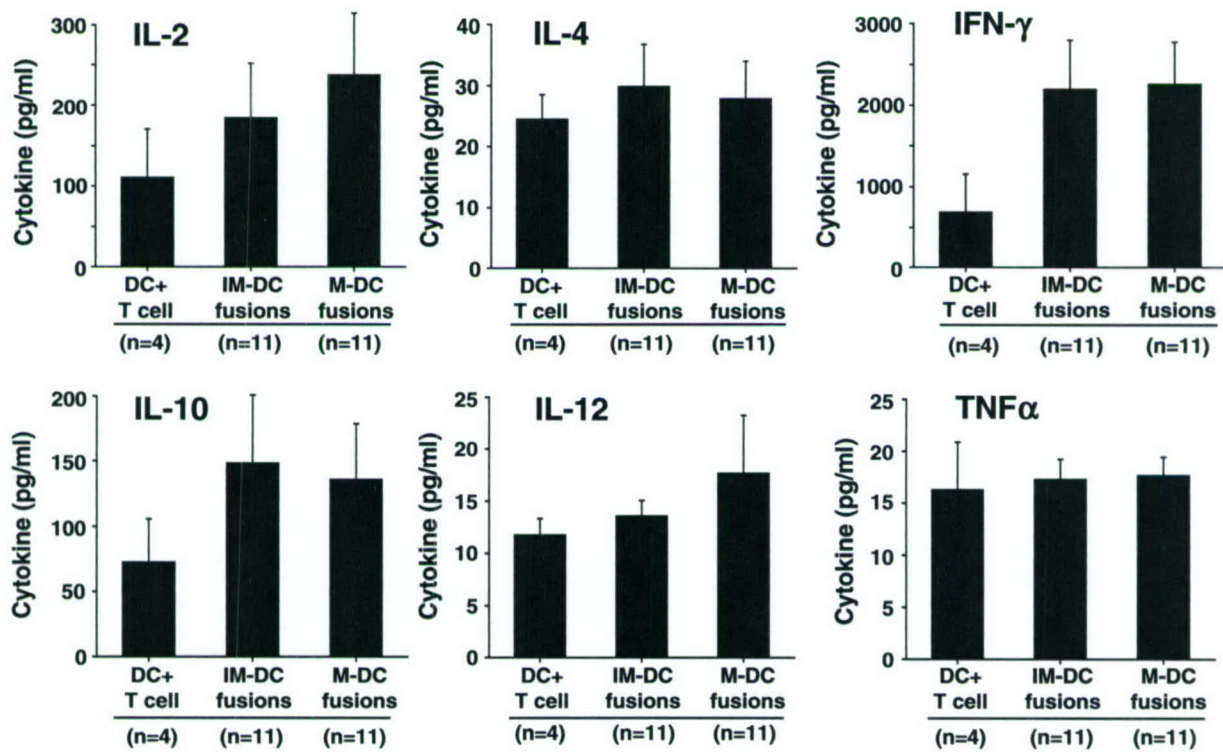 IL-2
Cytokine (pg/ml)
300
200
100
0
DC+ IM-DC M-DC
T cell fusions fusions
(n=4) (n=11) (n=11)
IL-4
Cytokine (pg/ml)
40
30
20
10
0
DC+ IM-DC M-DC
T cell fusions fusions
(n=4) (n=11) (n=11)
IFN-γ
Cytokine (pg/ml)
3000
2000
1000
0
DC+ IM-DC M-DC
T cell fusions fusions
(n=4) (n=11) (n=11)
IL-10
Cytokine (pg/ml)
200
150
100
50
0
DC+ IM-DC M-DC
T cell fusions fusions
(n=4) (n=11) (n=11)
IL-12
Cytokine (pg/ml)
25
20
15
10
5
0
DC+ IM-DC M-DC
T cell fusions fusions
(n=4) (n=11) (n=11)
TNFα
Cytokine (pg/ml)
25
20
15
10
5
0
DC+ IM-DC M-DC
T cell fusions fusions
(n=4) (n=11) (n=11)